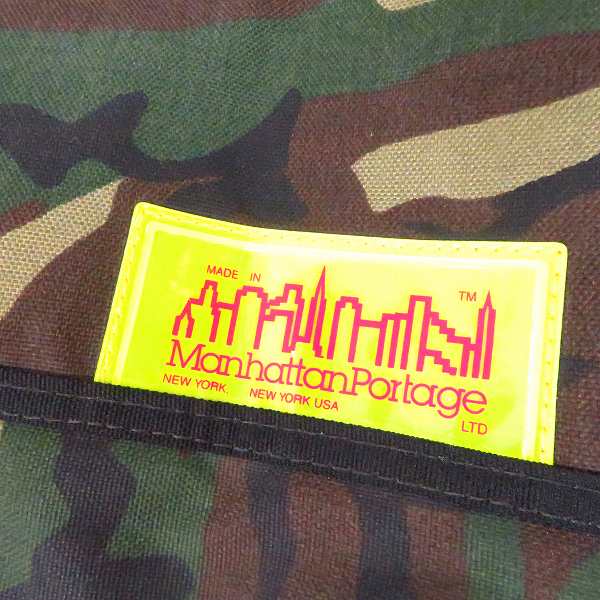 MADE IN
TM
ManhattanPortage
NEW YORK, NEW YORK USA
LTD